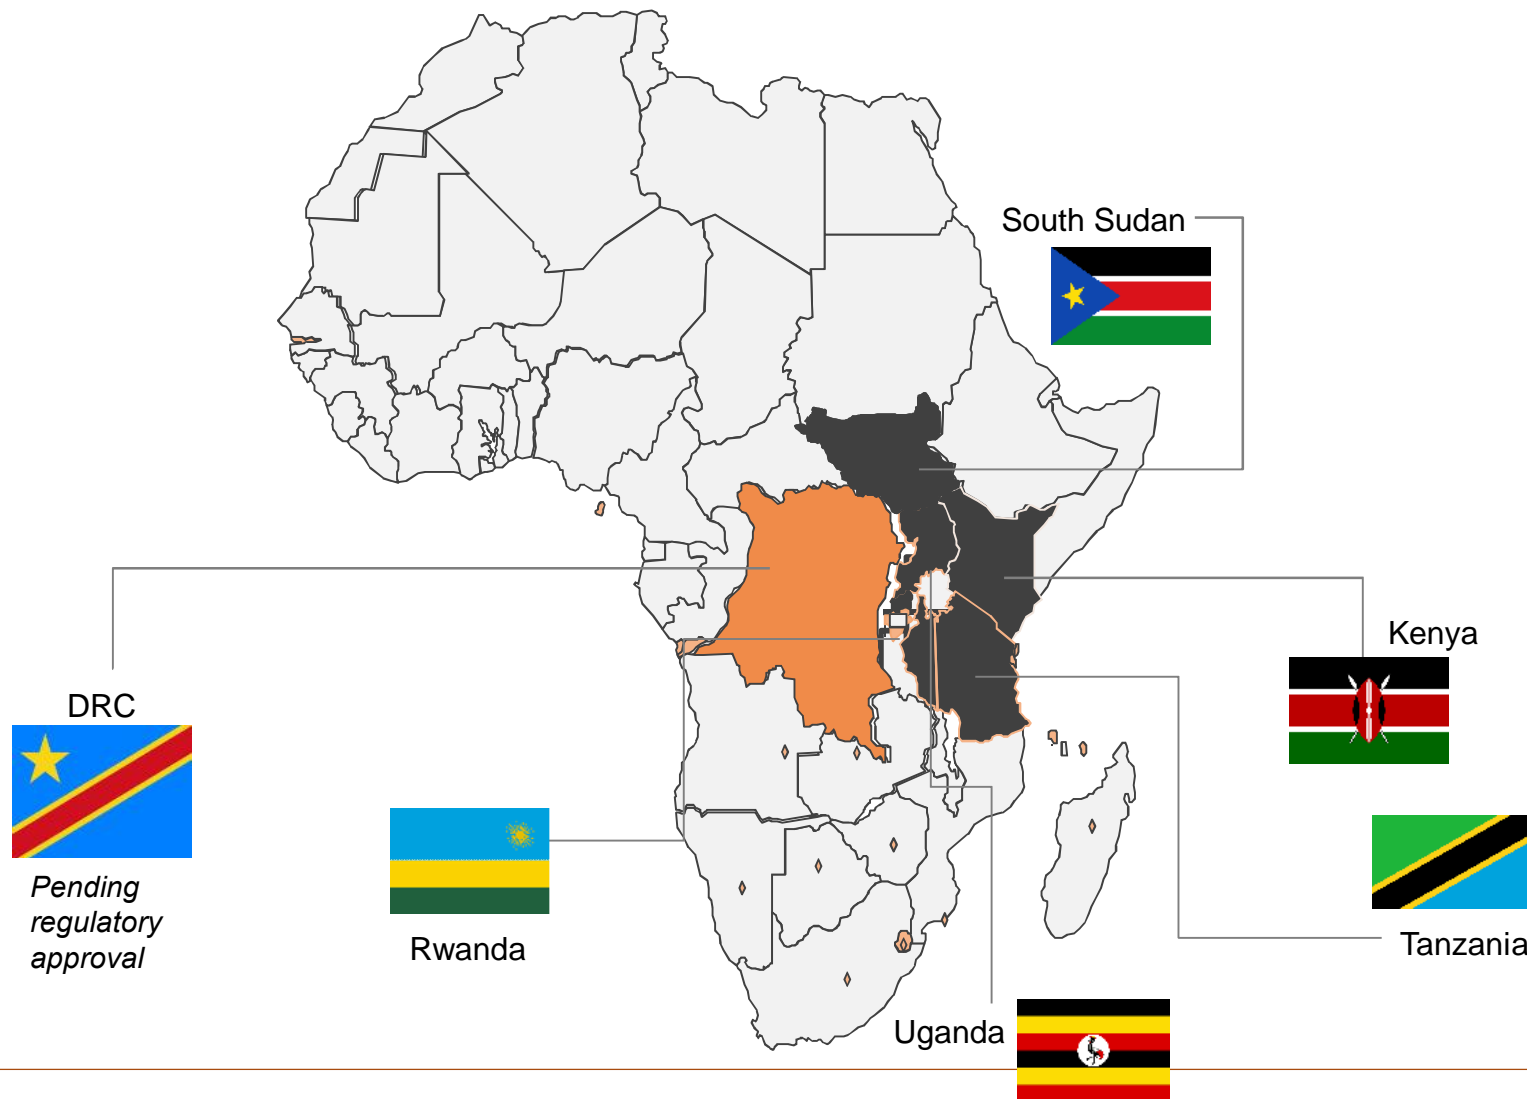 South Sudan
Kenya
DRC
Pending
regulatory
approval
Rwanda
Tanzania
Uganda